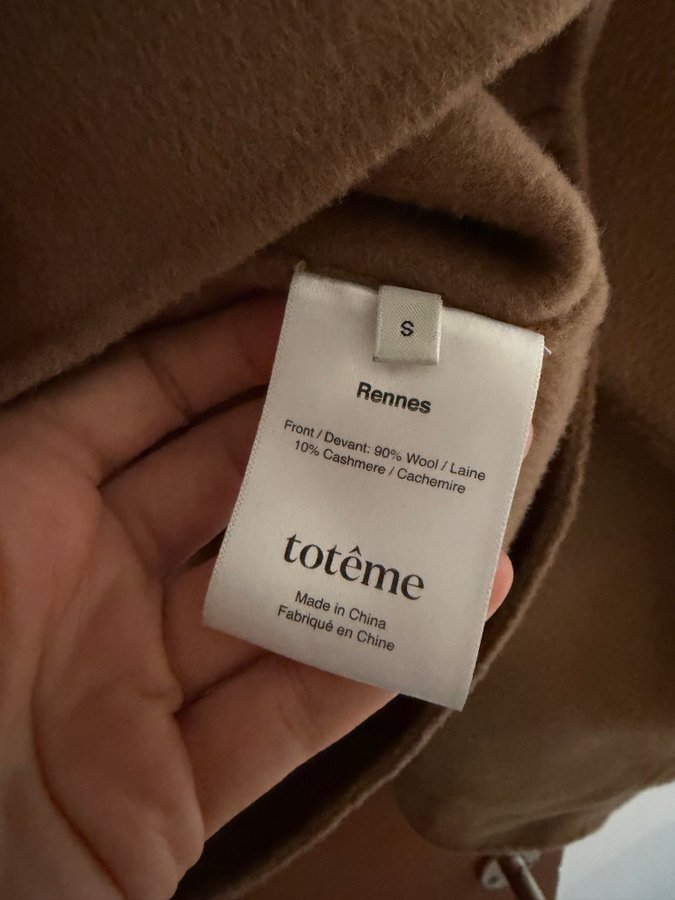 S
Rennes
Front / Devant: 90% Wool / Laine
10% Cashmere / Cachemire
totême
Made in China
Fabriqué en Chine